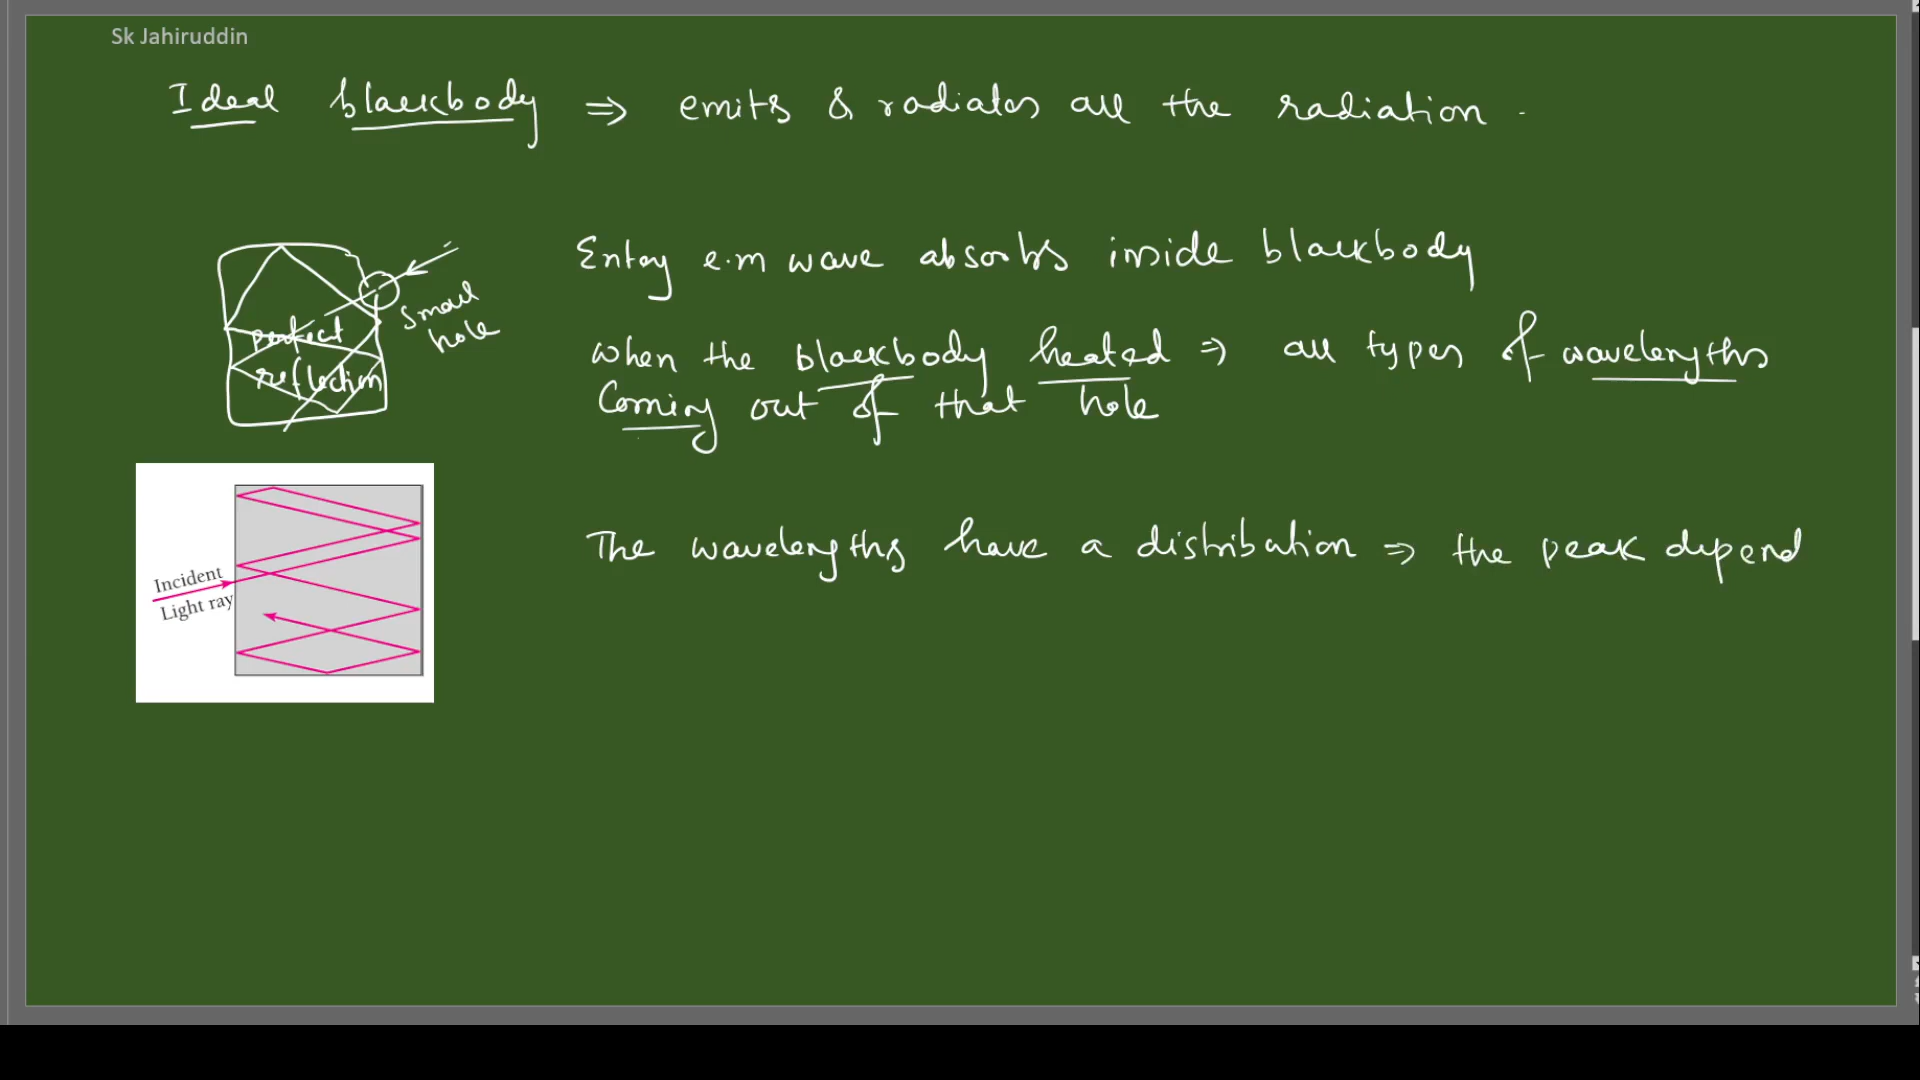 Sk Jahiruddin
Ideal blackbody ⇒ emits & radiates all the radiation.
Entry e.m wave absorbs inside blackbody
small
hole
perfect
reflection
when the blackbody heated ⇒ all types of wavelengths
coming out of that hole
Incident
Light ray
The wavelengths have a distribution ⇒ the peak depend